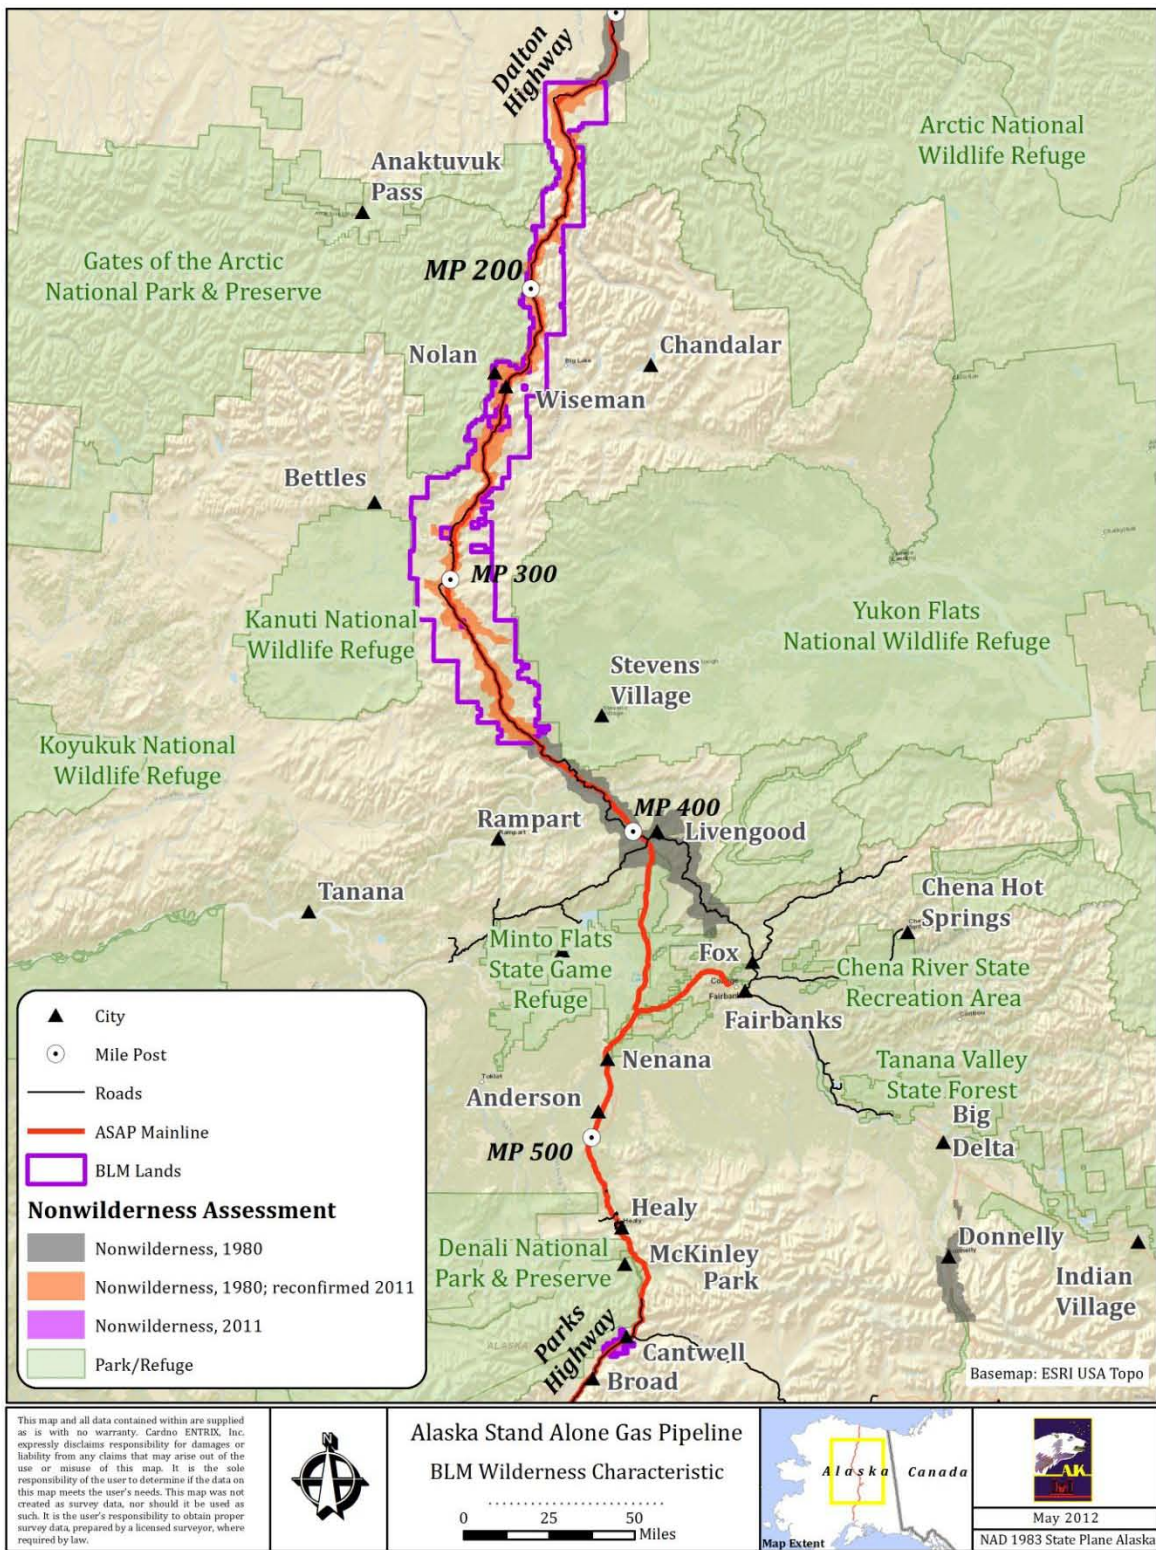 Dalton
Highway
Arctic National
Wildlife Refuge
Anaktuvuk
Pass
Gates of the Arctic
National Park & Preserve
MP 200
Nolan
Big Lake
Chandalar
Wiseman
Bettles
MP 300
Kanuti National
Wildlife Refuge
Yukon Flats
National Wildlife Refuge
Stevens
Village
Koyukuk National
Wildlife Refuge
Rampart
Rampart
MP 400
Livengood
Tanana
Chena Hot
Springs
Minto Flats
State Game
Refuge
Fox
College
Fairbanks
Chena River State
Recreation Area
Fairbanks
Nenana
Tanana Valley
State Forest
Anderson
Big
Delta
MP 500
Healy
Healy
Denali National
Park & Preserve
McKinley
Park
Donnelly
Donnelly
Indian
Village
Parks
Highway
ALASKA
Cantwell
Broad
Basemap: ESRI USA Topo
City
Mile Post
Roads
ASAP Mainline
BLM Lands
Nonwilderness Assessment
Nonwilderness, 1980
Nonwilderness, 1980; reconfirmed 2011
Nonwilderness, 2011
Park/Refuge
This map and all data contained within are supplied
as is with no warranty. Cardno ENTRIX, Inc.
expressly disclaims responsibility for damages or
liability from any claims that may arise out of the
use or misuse of this map. It is the sole
responsibility of the user to determine if the data on
this map meets the user's needs. This map was not
created as survey data, nor should it be used as
such. It is the user's responsibility to obtain proper
survey data, prepared by a licensed surveyor, where
required by law.
N
Alaska Stand Alone Gas Pipeline
BLM Wilderness Characteristic
0 25 50
Miles
Alaska
Canada
Map Extent
AK
May 2012
NAD 1983 State Plane Alaska